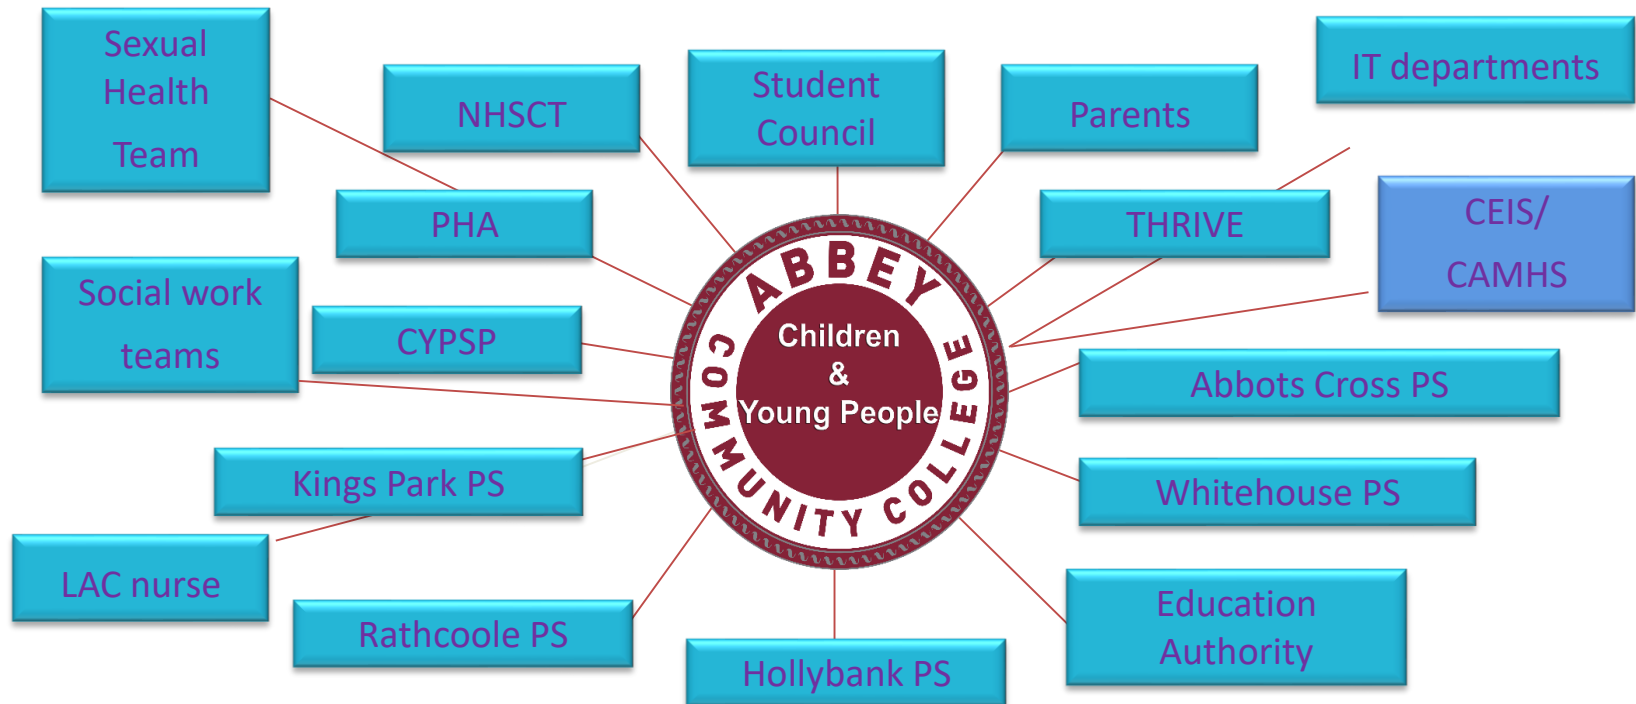 Sexual
Health
Team
NHSCT
Student
Council
Parents
IT departments
PHA
THRIVE
CEIS/
CAMHS
Social work
teams
CYPSP
ABBEY
COMMUNITY COLLEGE
Children
&
Young People
Abbots Cross PS
Kings Park PS
Whitehouse PS
LAC nurse
Rathcoole PS
Hollybank PS
Education
Authority